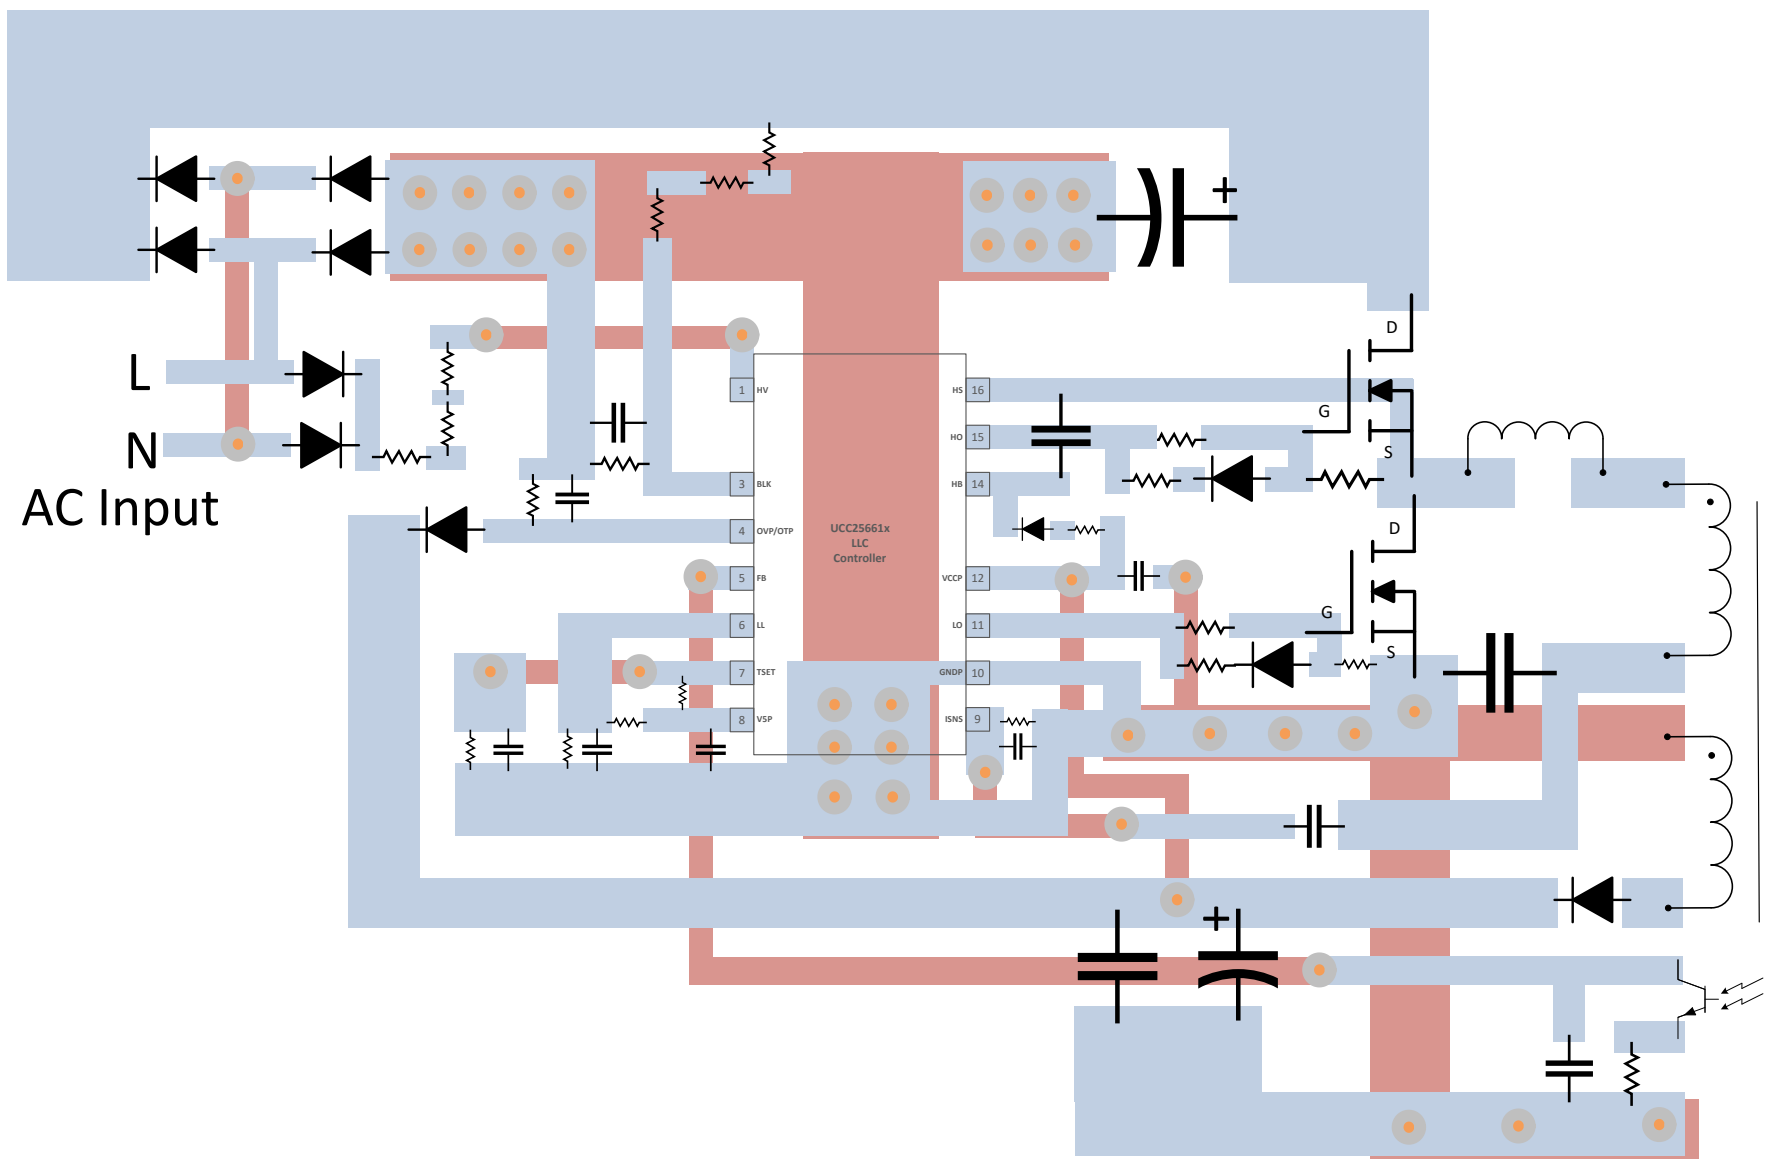 +
D
L
1 HV
HS 16
G
N
HO 15
S
3 BLK
HB 14
AC Input
4 OVP/OTP
UCC25661x
LLC
Controller
D
5 FB
VCCP 12
6 LL
LO 11
G
S
7 TSET
GNDP 10
8 V5P
ISNS 9
+